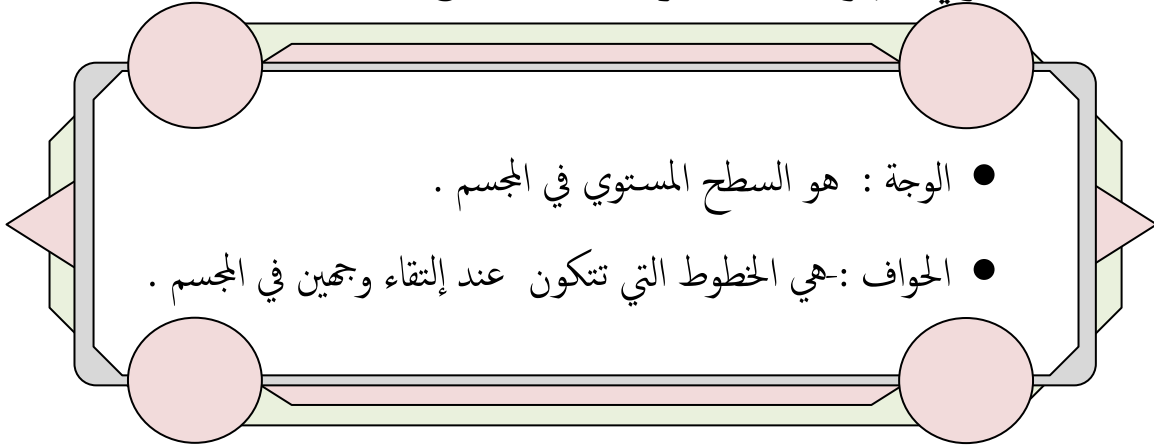 ● الوجة : هو السطح المستوي في المجسم .
● الحواف :-هي الخطوط التي تتكون عند إلتقاء وجهين في المجسم .